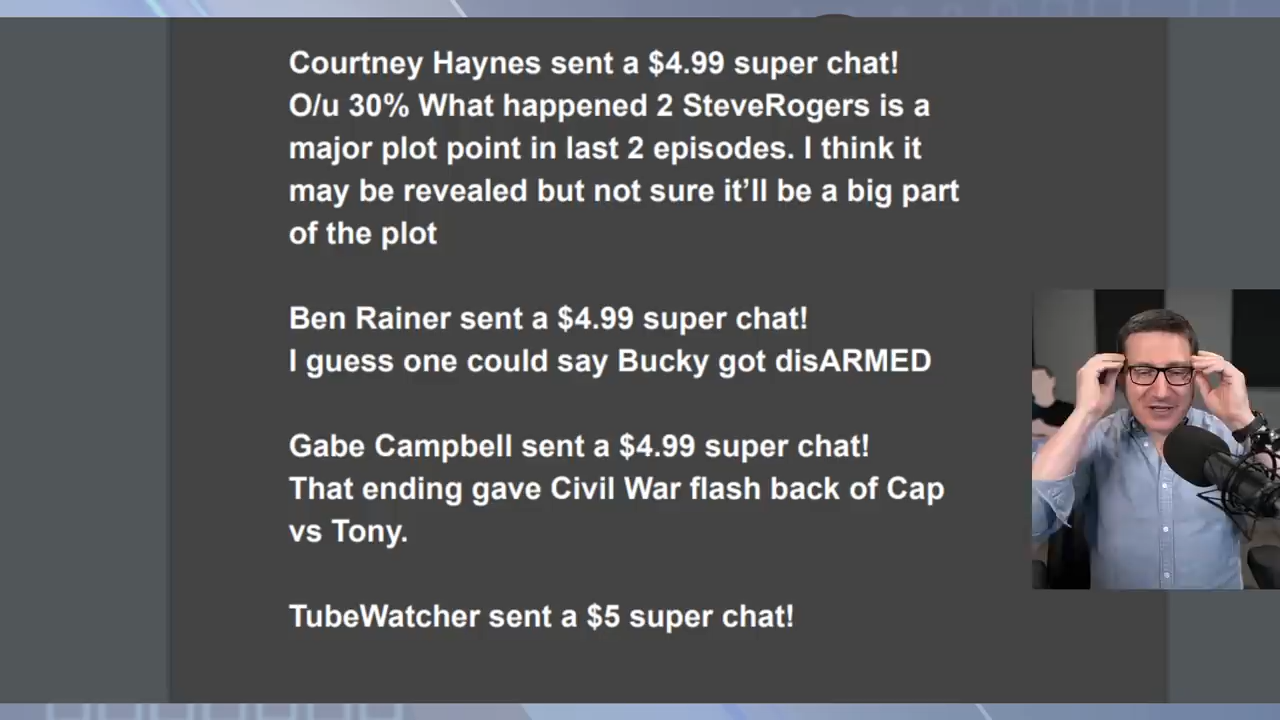 Courtney Haynes sent a $4.99 super chat!
O/u 30% What happened 2 SteveRogers is a
major plot point in last 2 episodes. I think it
may be revealed but not sure it’ll be a big part
of the plot
Ben Rainer sent a $4.99 super chat!
I guess one could say Bucky got disARMED
Gabe Campbell sent a $4.99 super chat!
That ending gave Civil War flash back of Cap
vs Tony.
TubeWatcher sent a $5 super chat!